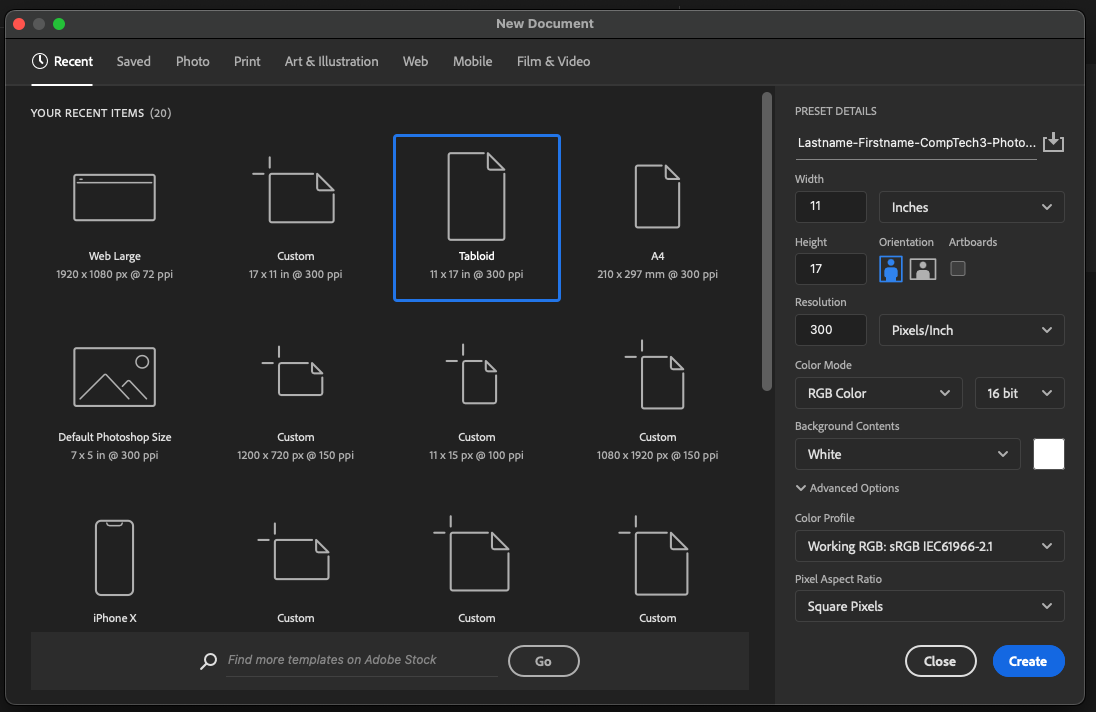 New Document
Recent Saved Photo Print Art & Illustration Web Mobile Film & Video
YOUR RECENT ITEMS (20)
Web Large
1920 x 1080 px @ 72 ppi
Custom
17 x 11 in @ 300 ppi
Tabloid
11 x 17 in @ 300 ppi
A4
210 x 297 mm @ 300 ppi
Default Photoshop Size
7 x 5 in @ 300 ppi
Custom
1200 x 720 px @ 150 ppi
Custom
11 x 15 px @ 100 ppi
Custom
1080 x 1920 px @ 150 ppi
iPhone X
Custom
Custom
Custom
Find more templates on Adobe Stock
Go
PRESET DETAILS
Lastname-Firstname-CompTech3-Photo...
Width
11 Inches
Height Orientation Artboards
17
Resolution
300 Pixels/Inch
Color Mode
RGB Color 16 bit
Background Contents
White
Advanced Options
Color Profile
Working RGB: sRGB IEC61966-2.1
Pixel Aspect Ratio
Square Pixels
Close Create